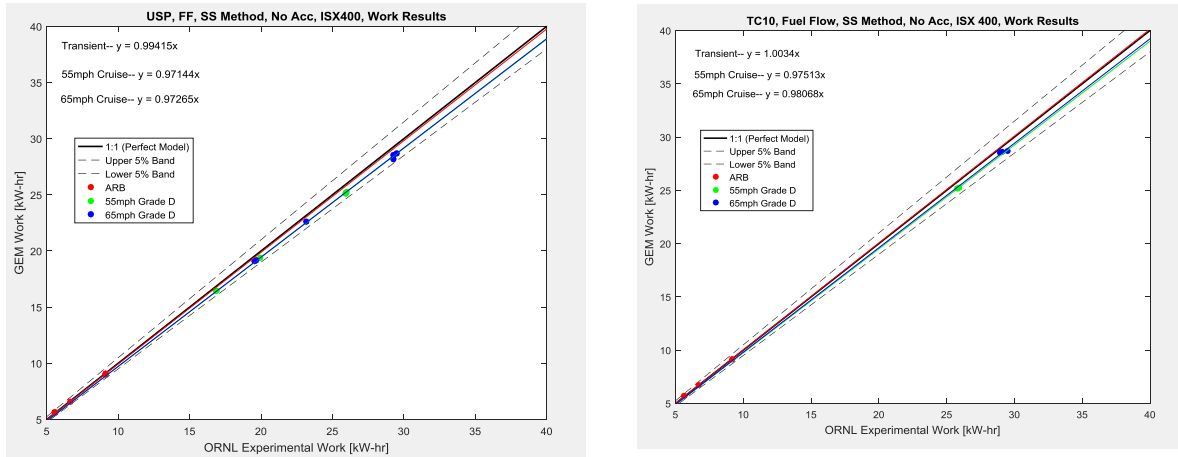 USP, FF, SS Method, No Acc, ISX400, Work Results
Transient-- y = 0.99415x
55mph Cruise-- y = 0.97144x
65mph Cruise-- y = 0.97265x
1:1 (Perfect Model)
Upper 5% Band
Lower 5% Band
ARB
55mph Grade D
65mph Grade D
GEM Work [kW-hr]
40
35
30
25
20
15
10
5
5 10 15 20 25 30 35 40
ORNL Experimental Work [kW-hr]
TC10, Fuel Flow, SS Method, No Acc, ISX 400, Work Results
Transient-- y = 1.0034x
55mph Cruise-- y = 0.97513x
65mph Cruise-- y = 0.98068x
1:1 (Perfect Model)
Upper 5% Band
Lower 5% Band
ARB
55mph Grade D
65mph Grade D
GEM Work [kW-hr]
40
35
30
25
20
15
10
5
5 10 15 20 25 30 35 40
ORNL Experimental Work [kW-hr]